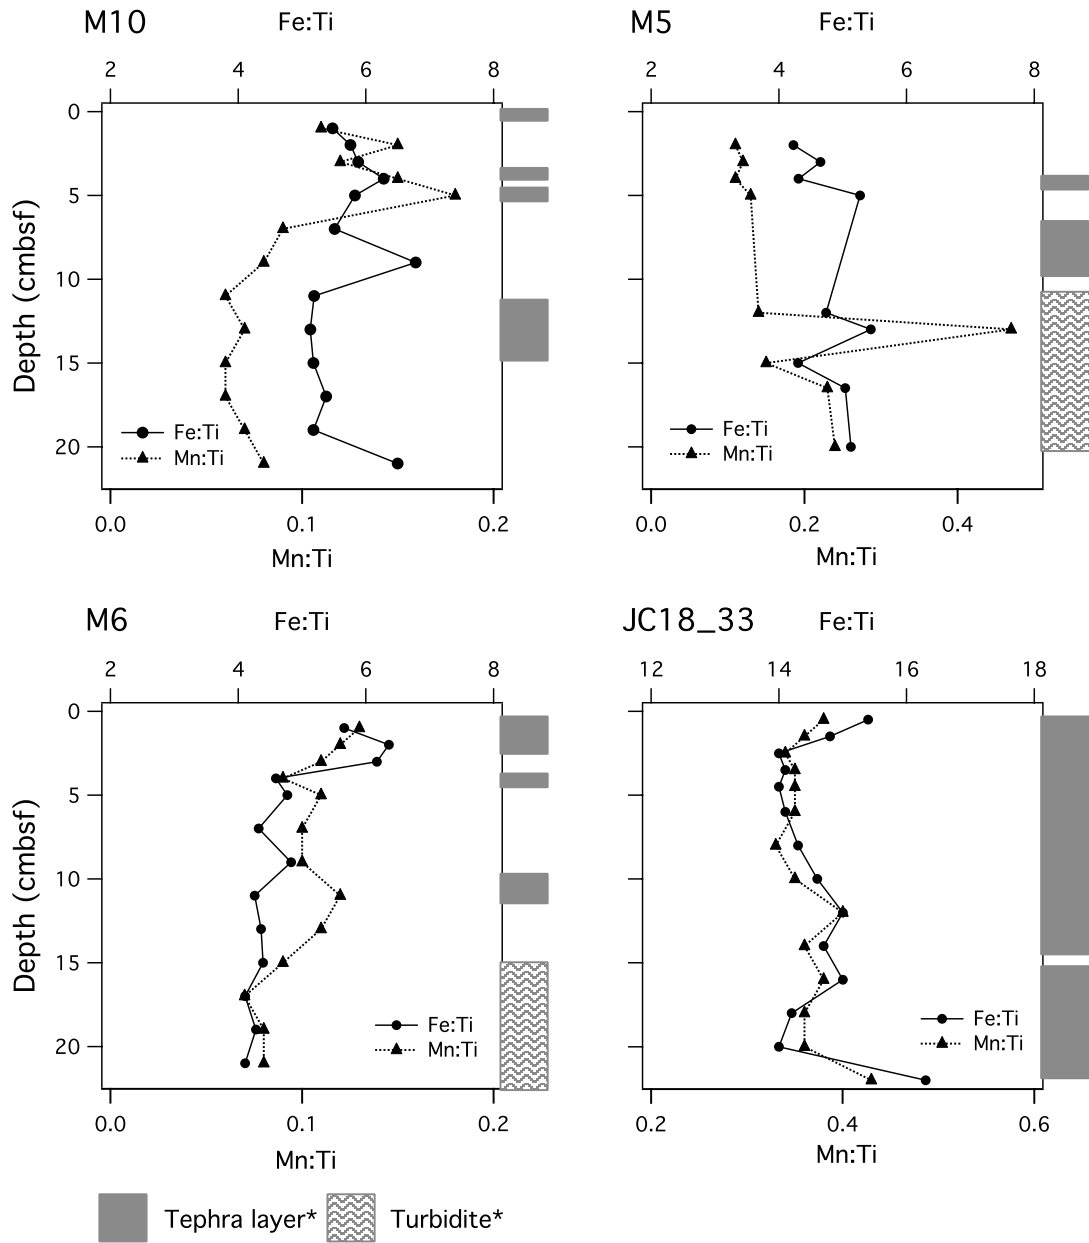 M10 Fe:Ti
2 4 6 8
0
5
10
15
20
Depth (cmbsf)
Fe:Ti
Mn:Ti
0.0 0.1 0.2
Mn:Ti
M5 Fe:Ti
2 4 6 8
Fe:Ti
Mn:Ti
0.0 0.2 0.4
Mn:Ti
M6 Fe:Ti
2 4 6 8
0
5
10
15
20
Depth (cmbsf)
Fe:Ti
Mn:Ti
0.0 0.1 0.2
Mn:Ti
JC18_33 Fe:Ti
12 14 16 18
Fe:Ti
Mn:Ti
0.2 0.4 0.6
Mn:Ti
Tephra layer* Turbidite*